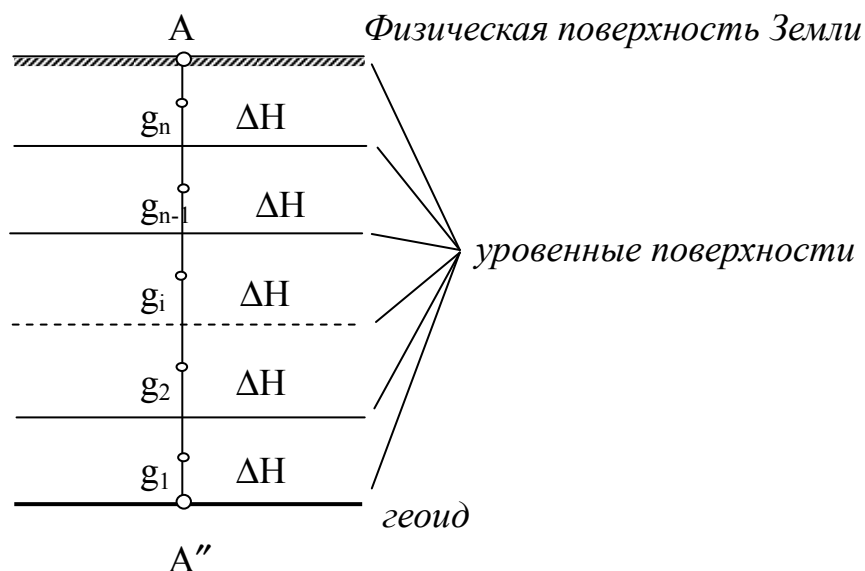 A Физическая поверхность Земли
gn ΔH
gn-1 ΔH
уровенные поверхности
gi ΔH
g2 ΔH
g1 ΔH
геоид
A″